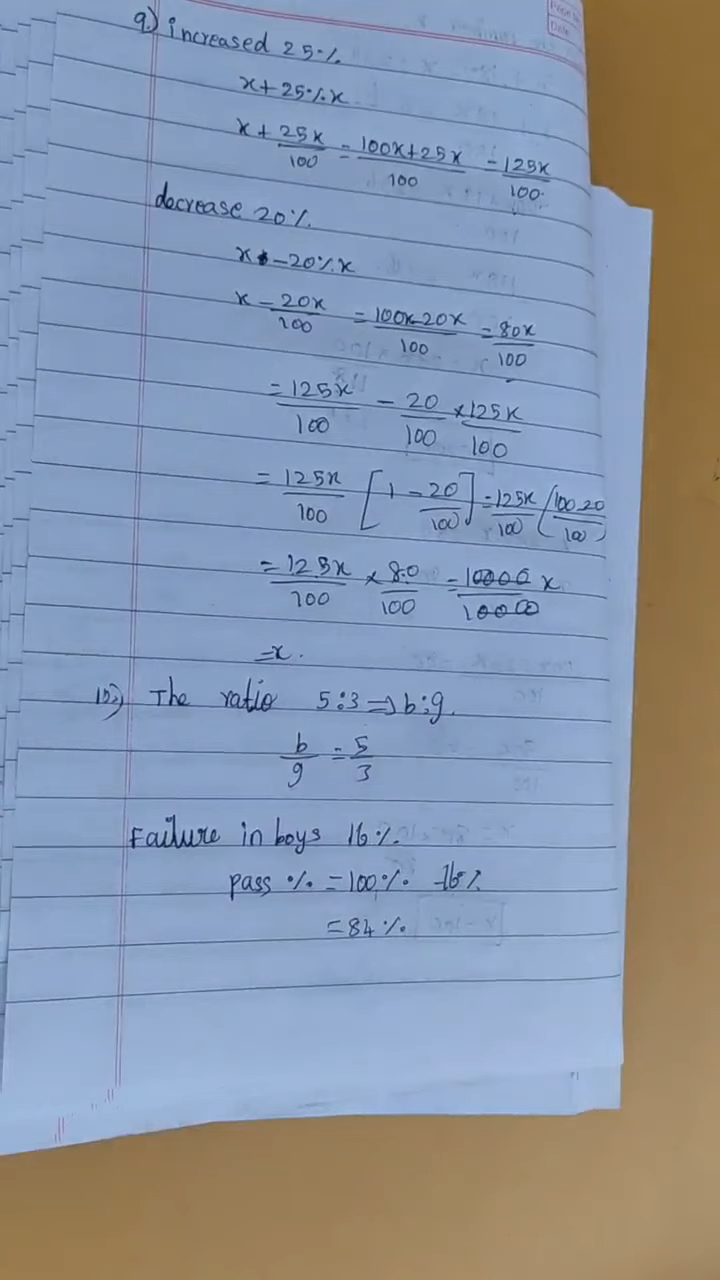 9) increased 25%
x+25%x
x + 25x/100 = 100x+25x/100 = 125x/100.
decrease 20%.
x - 20%x
x - 20x/100 = 100x-20x/100 = 80x/100
= 125x/100 - 20/100 × 125x/100
= 125x/100 [1 - 20/100] = 125x/100 (100-20/100)
= 125x/100 × 80/100 = 10000/10000 x
= x.
10) The ratio 5:3 ⇒ b:g.
b/g = 5/3
Failure in boys 16%.
pass % = 100% - 16%
= 84%.